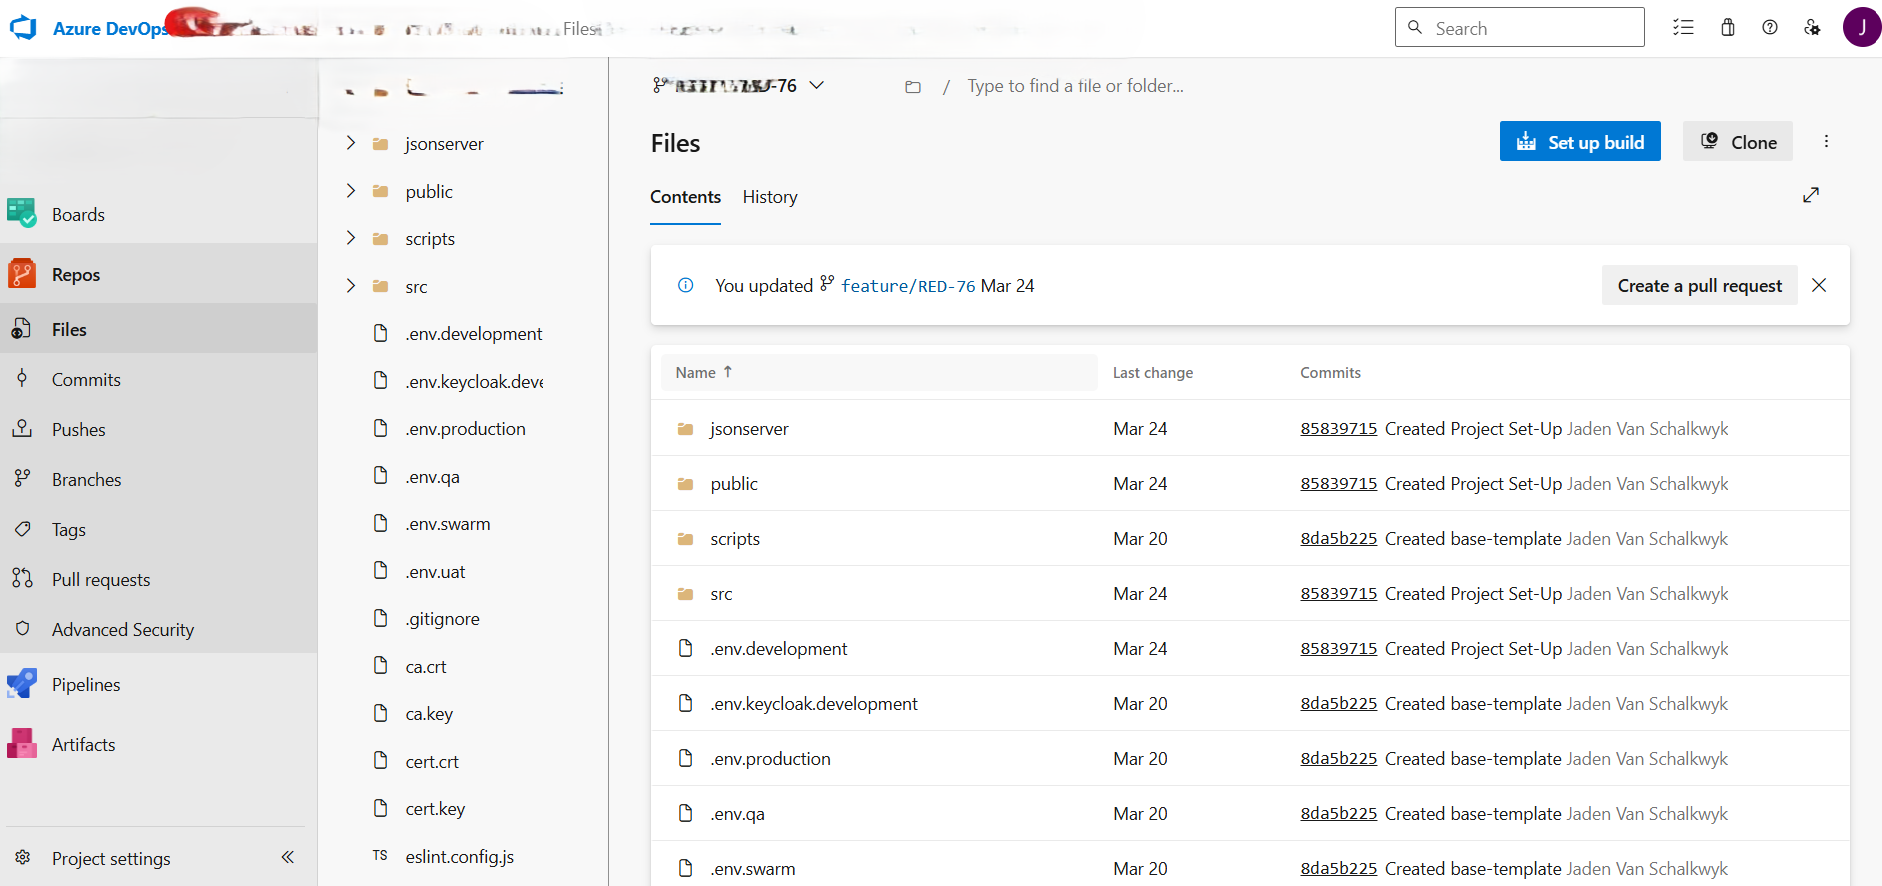 Azure DevOps
Files
Search
J
Boards
Repos
Files
Commits
Pushes
Branches
Tags
Pull requests
Advanced Security
Pipelines
Artifacts
Project settings
jsonserver
public
scripts
src
.env.development
.env.keycloak.deve
.env.production
.env.qa
.env.swarm
.env.uat
.gitignore
ca.crt
ca.key
cert.crt
cert.key
TS eslint.config.js
-76
/ Type to find a file or folder...
Files
Set up build
Clone
Contents History
You updated feature/RED-76 Mar 24
Create a pull request
Name ↑ Last change Commits
jsonserver Mar 24 85839715 Created Project Set-Up Jaden Van Schalkwyk
public Mar 24 85839715 Created Project Set-Up Jaden Van Schalkwyk
scripts Mar 20 8da5b225 Created base-template Jaden Van Schalkwyk
src Mar 24 85839715 Created Project Set-Up Jaden Van Schalkwyk
.env.development Mar 24 85839715 Created Project Set-Up Jaden Van Schalkwyk
.env.keycloak.development Mar 20 8da5b225 Created base-template Jaden Van Schalkwyk
.env.production Mar 20 8da5b225 Created base-template Jaden Van Schalkwyk
.env.qa Mar 20 8da5b225 Created base-template Jaden Van Schalkwyk
.env.swarm Mar 20 8da5b225 Created base-template Jaden Van Schalkwyk